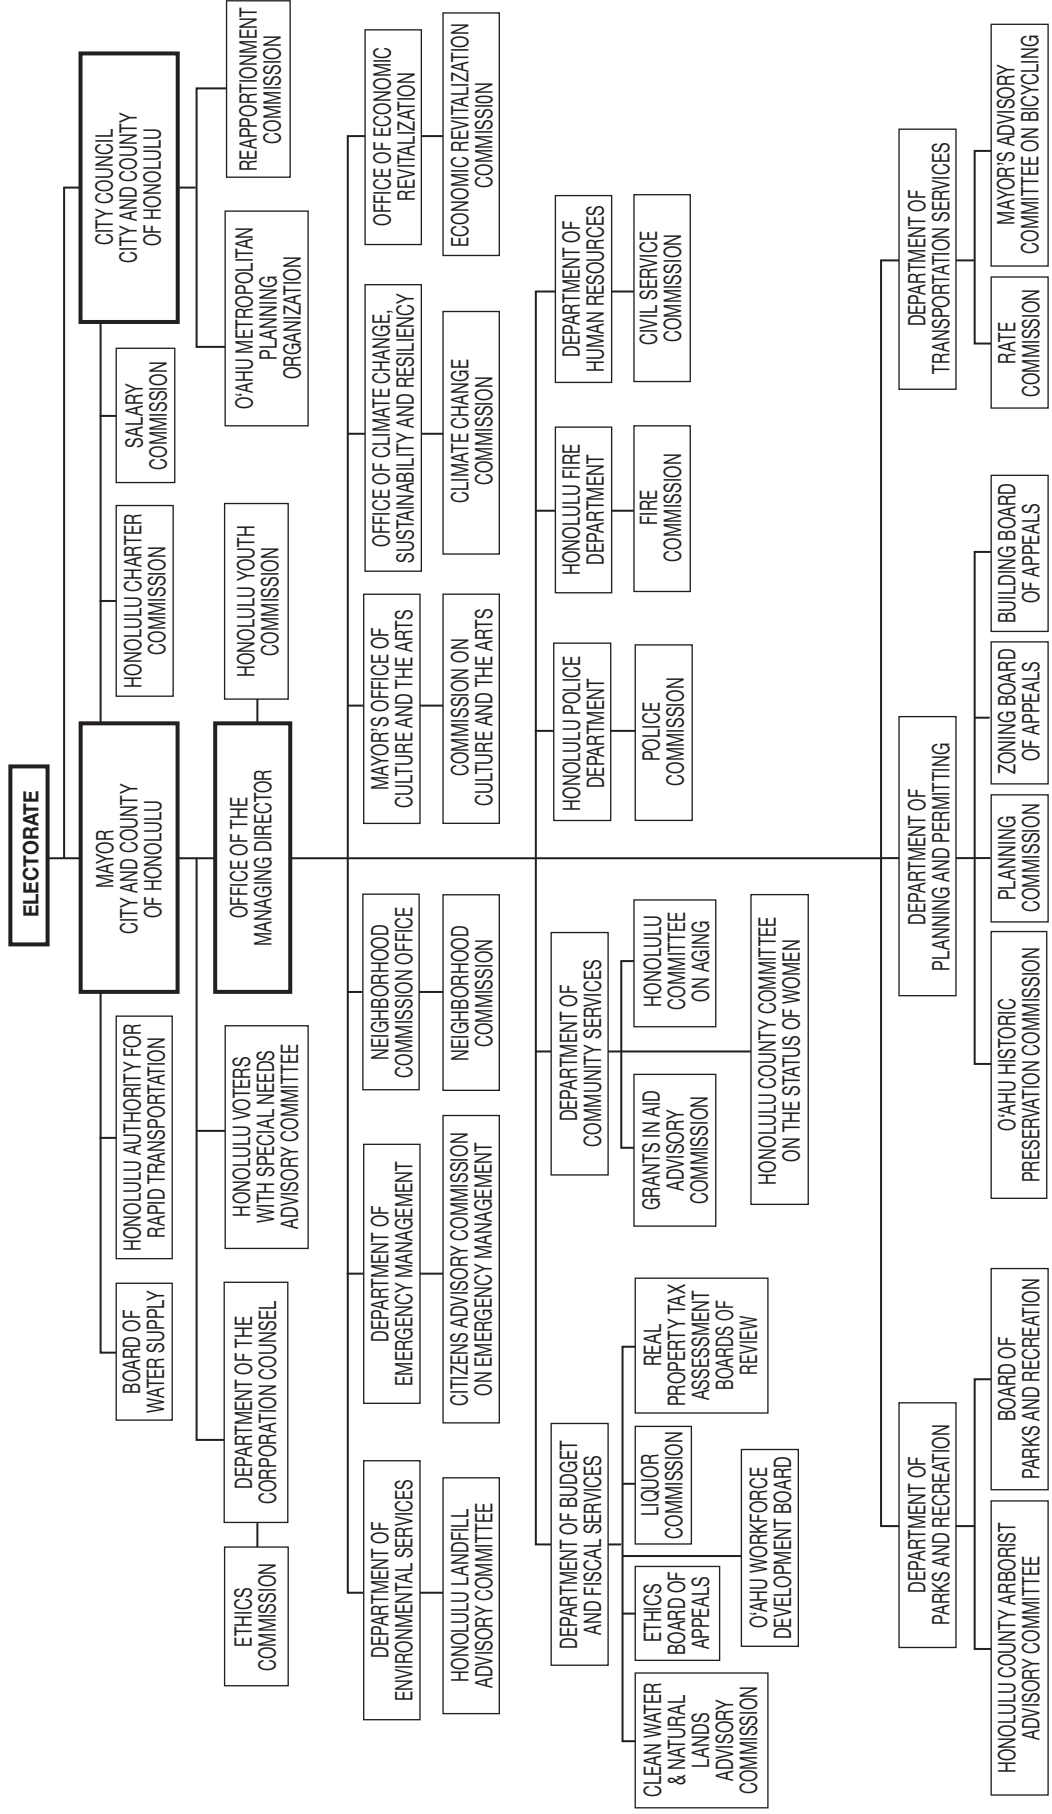 ELECTORATE
MAYOR
CITY AND COUNTY
OF HONOLULU
CITY COUNCIL
CITY AND COUNTY
OF HONOLULU
BOARD OF
WATER SUPPLY
HONOLULU AUTHORITY FOR
RAPID TRANSPORTATION
HONOLULU CHARTER
COMMISSION
SALARY
COMMISSION
ETHICS
COMMISSION
DEPARTMENT OF THE
CORPORATION COUNSEL
HONOLULU VOTERS
WITH SPECIAL NEEDS
ADVISORY COMMITTEE
OFFICE OF THE
MANAGING DIRECTOR
HONOLULU YOUTH
COMMISSION
OʻAHU METROPOLITAN
PLANNING
ORGANIZATION
REAPPORTIONMENT
COMMISSION
DEPARTMENT OF
ENVIRONMENTAL SERVICES
HONOLULU LANDFILL
ADVISORY COMMITTEE
DEPARTMENT OF
EMERGENCY MANAGEMENT
CITIZENS ADVISORY COMMISSION
ON EMERGENCY MANAGEMENT
NEIGHBORHOOD
COMMISSION OFFICE
NEIGHBORHOOD
COMMISSION
MAYOR'S OFFICE OF
CULTURE AND THE ARTS
COMMISSION ON
CULTURE AND THE ARTS
OFFICE OF CLIMATE CHANGE,
SUSTAINABILITY AND RESILIENCY
CLIMATE CHANGE
COMMISSION
OFFICE OF ECONOMIC
REVITALIZATION
ECONOMIC REVITALIZATION
COMMISSION
DEPARTMENT OF BUDGET
AND FISCAL SERVICES
CLEAN WATER
& NATURAL
LANDS
ADVISORY
COMMISSION
ETHICS
BOARD OF
APPEALS
LIQUOR
COMMISSION
REAL
PROPERTY TAX
ASSESSMENT
BOARDS OF
REVIEW
OʻAHU WORKFORCE
DEVELOPMENT BOARD
DEPARTMENT OF
COMMUNITY SERVICES
GRANTS IN AID
ADVISORY
COMMISSION
HONOLULU
COMMITTEE
ON AGING
HONOLULU COUNTY COMMITTEE
ON THE STATUS OF WOMEN
HONOLULU POLICE
DEPARTMENT
POLICE
COMMISSION
HONOLULU FIRE
DEPARTMENT
FIRE
COMMISSION
DEPARTMENT OF
HUMAN RESOURCES
CIVIL SERVICE
COMMISSION
DEPARTMENT OF
PARKS AND RECREATION
HONOLULU COUNTY ARBORIST
ADVISORY COMMITTEE
BOARD OF
PARKS AND RECREATION
DEPARTMENT OF
PLANNING AND PERMITTING
OʻAHU HISTORIC
PRESERVATION COMMISSION
PLANNING
COMMISSION
ZONING BOARD
OF APPEALS
BUILDING BOARD
OF APPEALS
DEPARTMENT OF
TRANSPORTATION SERVICES
RATE
COMMISSION
MAYOR'S ADVISORY
COMMITTEE ON BICYCLING